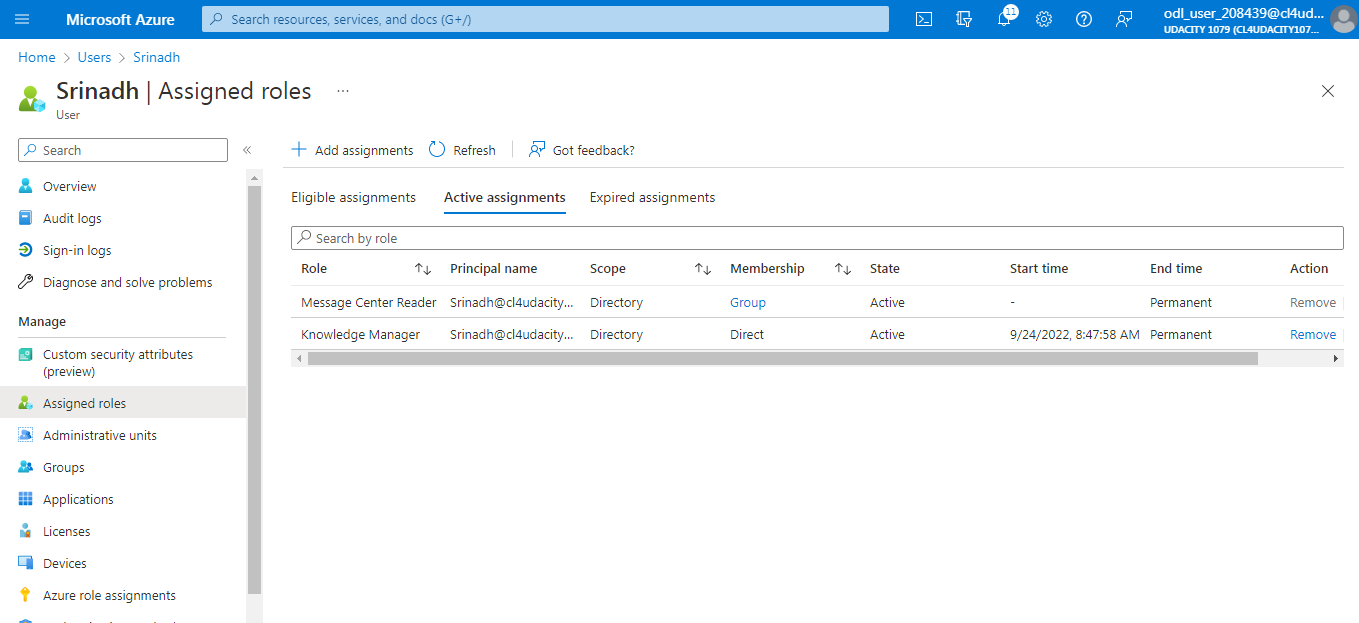 Microsoft Azure
Search resources, services, and docs (G+/)
11
odl_user_208439@cl4ud...
UDACITY 1079 (CL4UDACITY107...
Home > Users > Srinadh
Srinadh | Assigned roles ...
User
Search «
Add assignments Refresh Got feedback?
Overview
Audit logs
Sign-in logs
Diagnose and solve problems
Manage
Custom security attributes
(preview)
Assigned roles
Administrative units
Groups
Applications
Licenses
Devices
Azure role assignments
Eligible assignments Active assignments Expired assignments
Search by role
Role Principal name Scope Membership State Start time End time Action
Message Center Reader Srinadh@cl4udacity... Directory Group Active - Permanent Remove
Knowledge Manager Srinadh@cl4udacity... Directory Direct Active 9/24/2022, 8:47:58 AM Permanent Remove